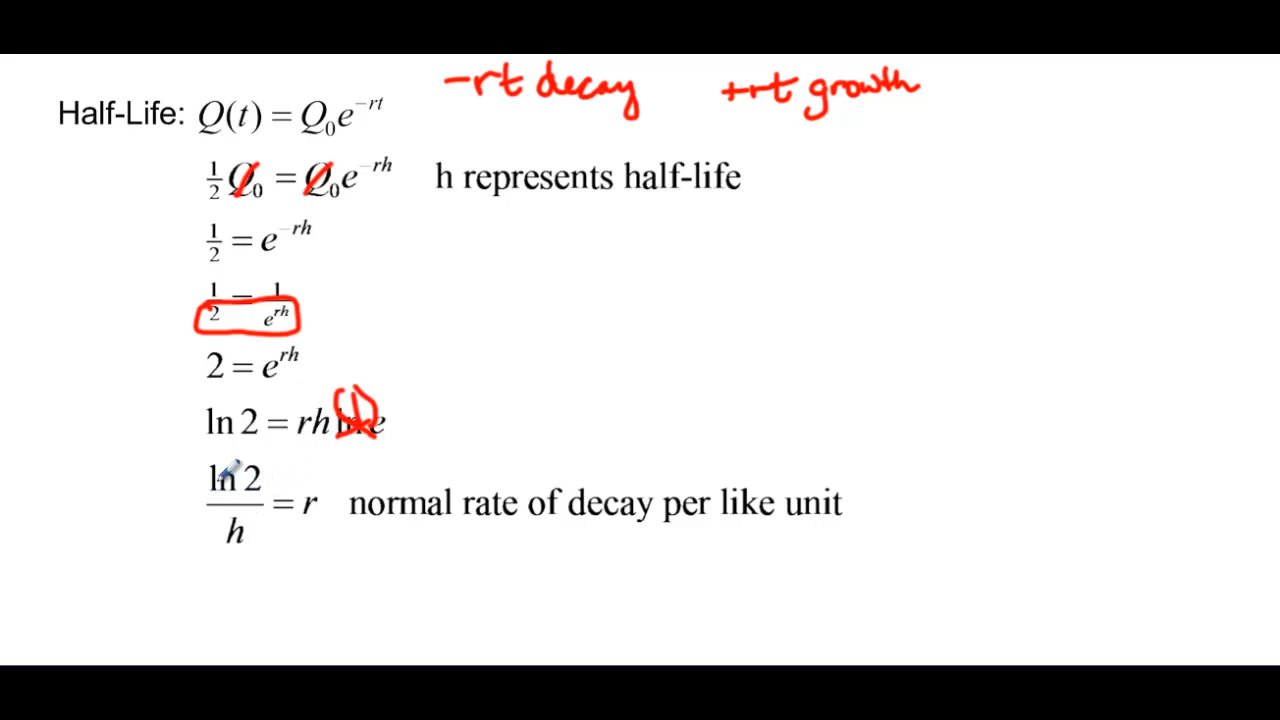 -rt decay +rt growth
Half-Life: Q(t) = Q₀e^{-rt}
½Q₀ = Q₀e^{-rh} h represents half-life
½ = e^{-rh}
1/2 = 1/e^{rh}
2 = e^{rh}
ln 2 = rh ln e
ln 2/h = r normal rate of decay per like unit